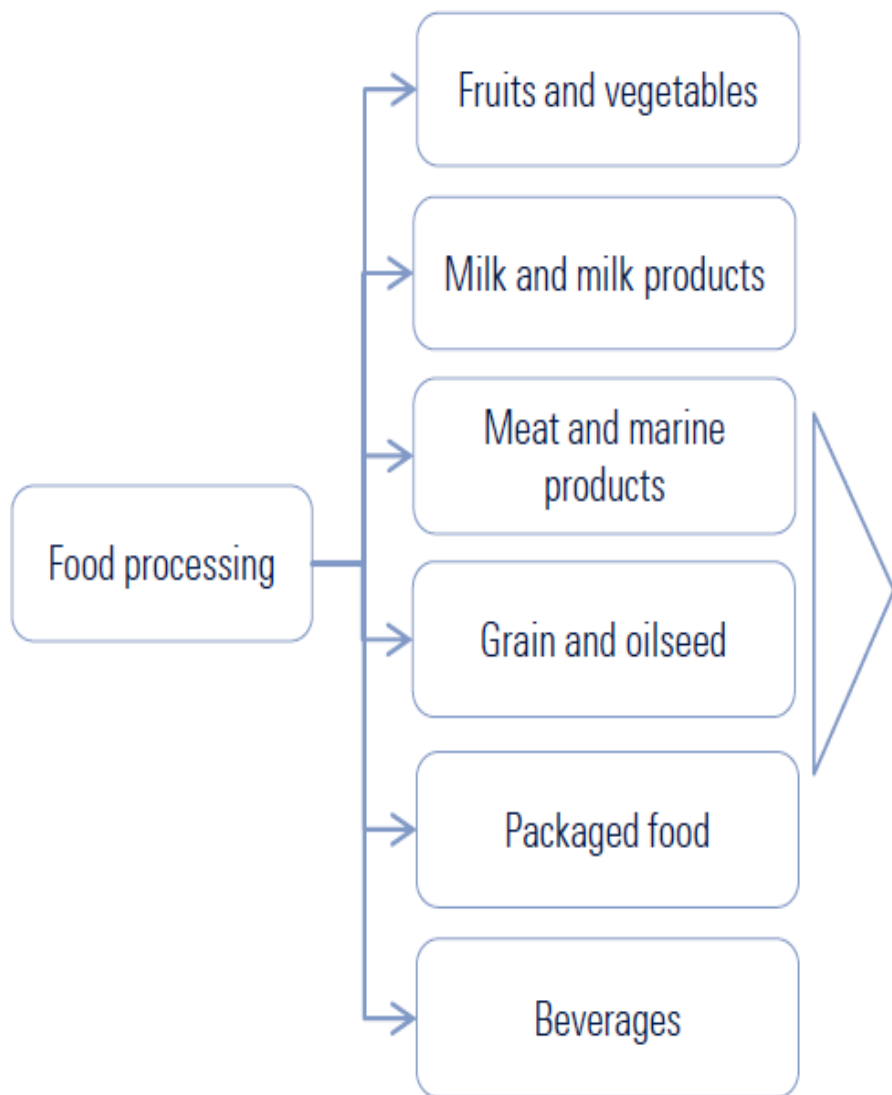 Fruits and vegetables
Milk and milk products
Meat and marine
products
Food processing
Grain and oilseed
Packaged food
Beverages